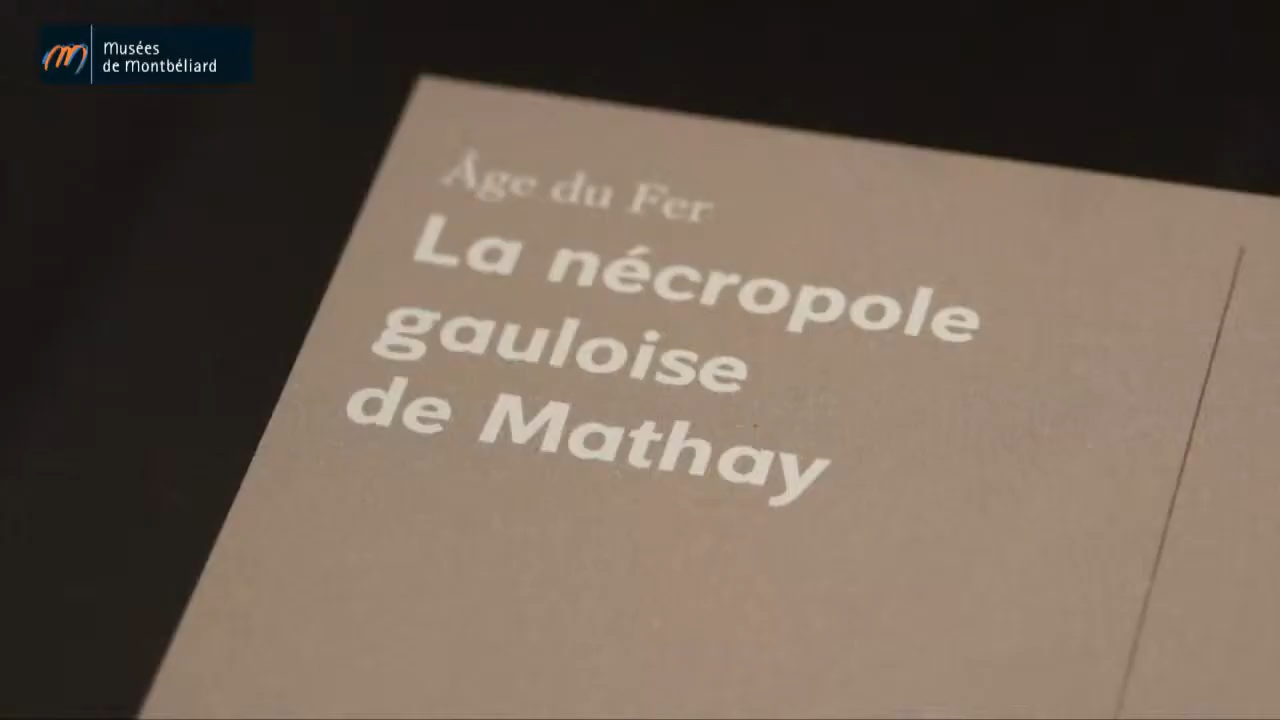 Musées
de Montbéliard
Âge du Fer
La nécropole
gauloise
de Mathay